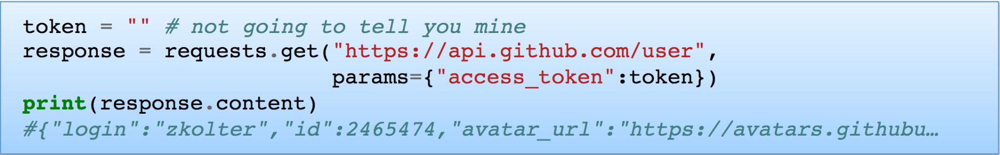 token = "" # not going to tell you mine
response = requests.get("https://api.github.com/user",
params={"access_token":token})
print(response.content)
#{"login":"zkolter","id":2465474,"avatar_url":"https://avatars.githubu…